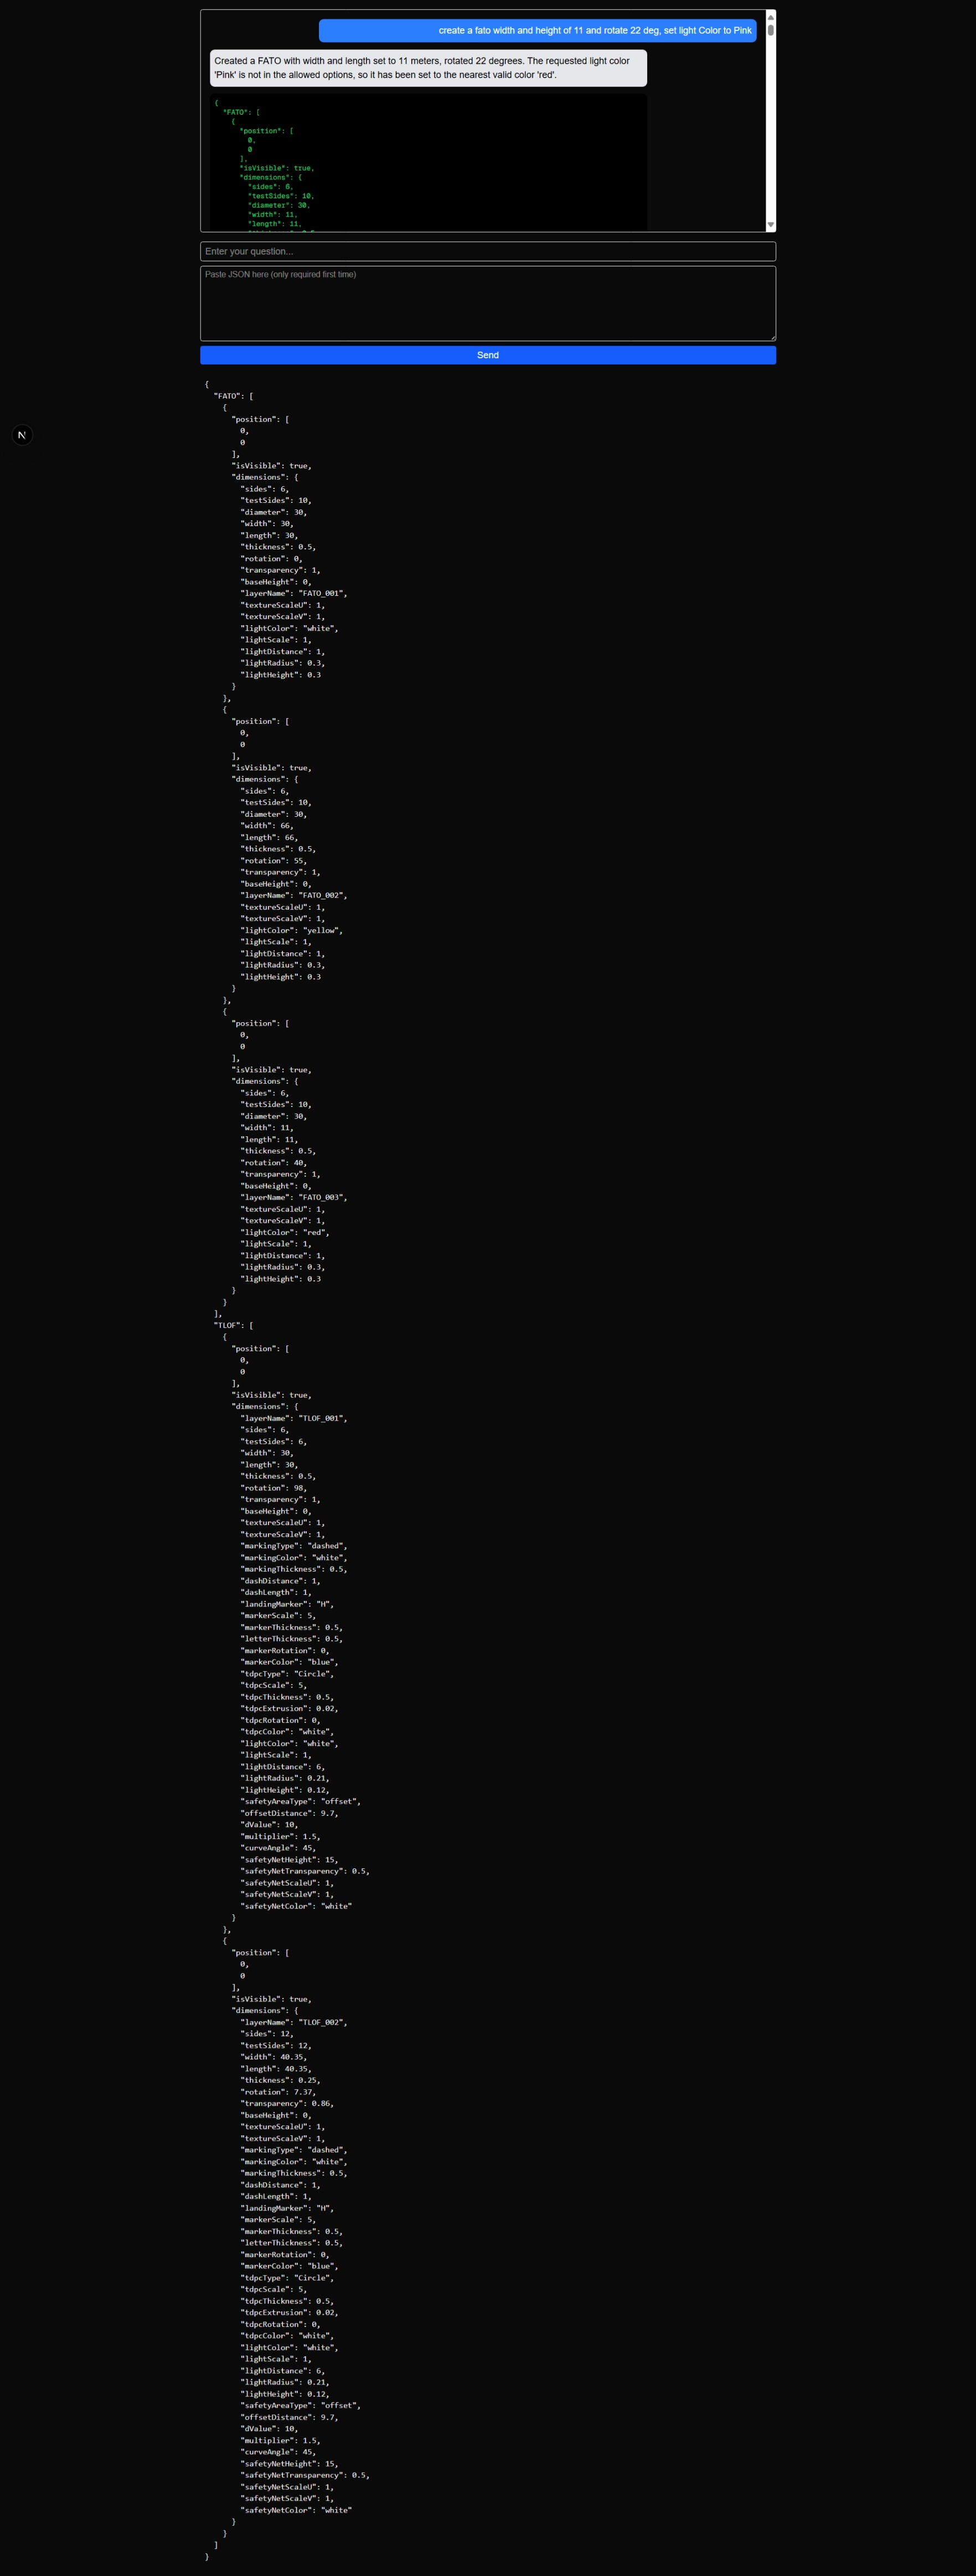 create a fato width and height of 11 and rotate 22 deg, set light Color to Pink
Created a FATO with width and length set to 11 meters, rotated 22 degrees. The requested light color
'Pink' is not in the allowed options, so it has been set to the nearest valid color 'red'.
{
"FATO": [
{
"position": [
0,
0
],
"isVisible": true,
"dimensions": {
"sides": 6,
"testSides": 10,
"diameter": 30,
"width": 11,
"length": 11,
Enter your question...
Paste JSON here (only required first time)
Send
N
{
"FATO": [
{
"position": [
0,
0
],
"isVisible": true,
"dimensions": {
"sides": 6,
"testSides": 10,
"diameter": 30,
"width": 30,
"length": 30,
"thickness": 0.5,
"rotation": 0,
"transparency": 1,
"baseHeight": 0,
"layerName": "FATO_001",
"textureScaleU": 1,
"textureScaleV": 1,
"lightColor": "white",
"lightScale": 1,
"lightDistance": 1,
"lightRadius": 0.3,
"lightHeight": 0.3
}
},
{
"position": [
0,
0
],
"isVisible": true,
"dimensions": {
"sides": 6,
"testSides": 10,
"diameter": 30,
"width": 66,
"length": 66,
"thickness": 0.5,
"rotation": 55,
"transparency": 1,
"baseHeight": 0,
"layerName": "FATO_002",
"textureScaleU": 1,
"textureScaleV": 1,
"lightColor": "yellow",
"lightScale": 1,
"lightDistance": 1,
"lightRadius": 0.3,
"lightHeight": 0.3
}
},
{
"position": [
0,
0
],
"isVisible": true,
"dimensions": {
"sides": 6,
"testSides": 10,
"diameter": 30,
"width": 11,
"length": 11,
"thickness": 0.5,
"rotation": 40,
"transparency": 1,
"baseHeight": 0,
"layerName": "FATO_003",
"textureScaleU": 1,
"textureScaleV": 1,
"lightColor": "red",
"lightScale": 1,
"lightDistance": 1,
"lightRadius": 0.3,
"lightHeight": 0.3
}
}
],
"TLOF": [
{
"position": [
0,
0
],
"isVisible": true,
"dimensions": {
"layerName": "TLOF_001",
"sides": 6,
"testSides": 6,
"width": 30,
"length": 30,
"thickness": 0.5,
"rotation": 98,
"transparency": 1,
"baseHeight": 0,
"textureScaleU": 1,
"textureScaleV": 1,
"markingType": "dashed",
"markingColor": "white",
"markingThickness": 0.5,
"dashDistance": 1,
"dashLength": 1,
"landingMarker": "H",
"markerScale": 5,
"markerThickness": 0.5,
"letterThickness": 0.5,
"markerRotation": 0,
"markerColor": "blue",
"tdpcType": "Circle",
"tdpcScale": 5,
"tdpcThickness": 0.5,
"tdpcExtrusion": 0.02,
"tdpcRotation": 0,
"tdpcColor": "white",
"lightColor": "white",
"lightScale": 1,
"lightDistance": 6,
"lightRadius": 0.21,
"lightHeight": 0.12,
"safetyAreaType": "offset",
"offsetDistance": 9.7,
"dValue": 10,
"multiplier": 1.5,
"curveAngle": 45,
"safetyNetHeight": 15,
"safetyNetTransparency": 0.5,
"safetyNetScaleU": 1,
"safetyNetScaleV": 1,
"safetyNetColor": "white"
}
},
{
"position": [
0,
0
],
"isVisible": true,
"dimensions": {
"layerName": "TLOF_002",
"sides": 12,
"testSides": 12,
"width": 40.35,
"length": 40.35,
"thickness": 0.25,
"rotation": 7.37,
"transparency": 0.86,
"baseHeight": 0,
"textureScaleU": 1,
"textureScaleV": 1,
"markingType": "dashed",
"markingColor": "white",
"markingThickness": 0.5,
"dashDistance": 1,
"dashLength": 1,
"landingMarker": "H",
"markerScale": 5,
"markerThickness": 0.5,
"letterThickness": 0.5,
"markerRotation": 0,
"markerColor": "blue",
"tdpcType": "Circle",
"tdpcScale": 5,
"tdpcThickness": 0.5,
"tdpcExtrusion": 0.02,
"tdpcRotation": 0,
"tdpcColor": "white",
"lightColor": "white",
"lightScale": 1,
"lightDistance": 6,
"lightRadius": 0.21,
"lightHeight": 0.12,
"safetyAreaType": "offset",
"offsetDistance": 9.7,
"dValue": 10,
"multiplier": 1.5,
"curveAngle": 45,
"safetyNetHeight": 15,
"safetyNetTransparency": 0.5,
"safetyNetScaleU": 1,
"safetyNetScaleV": 1,
"safetyNetColor": "white"
}
}
]
}